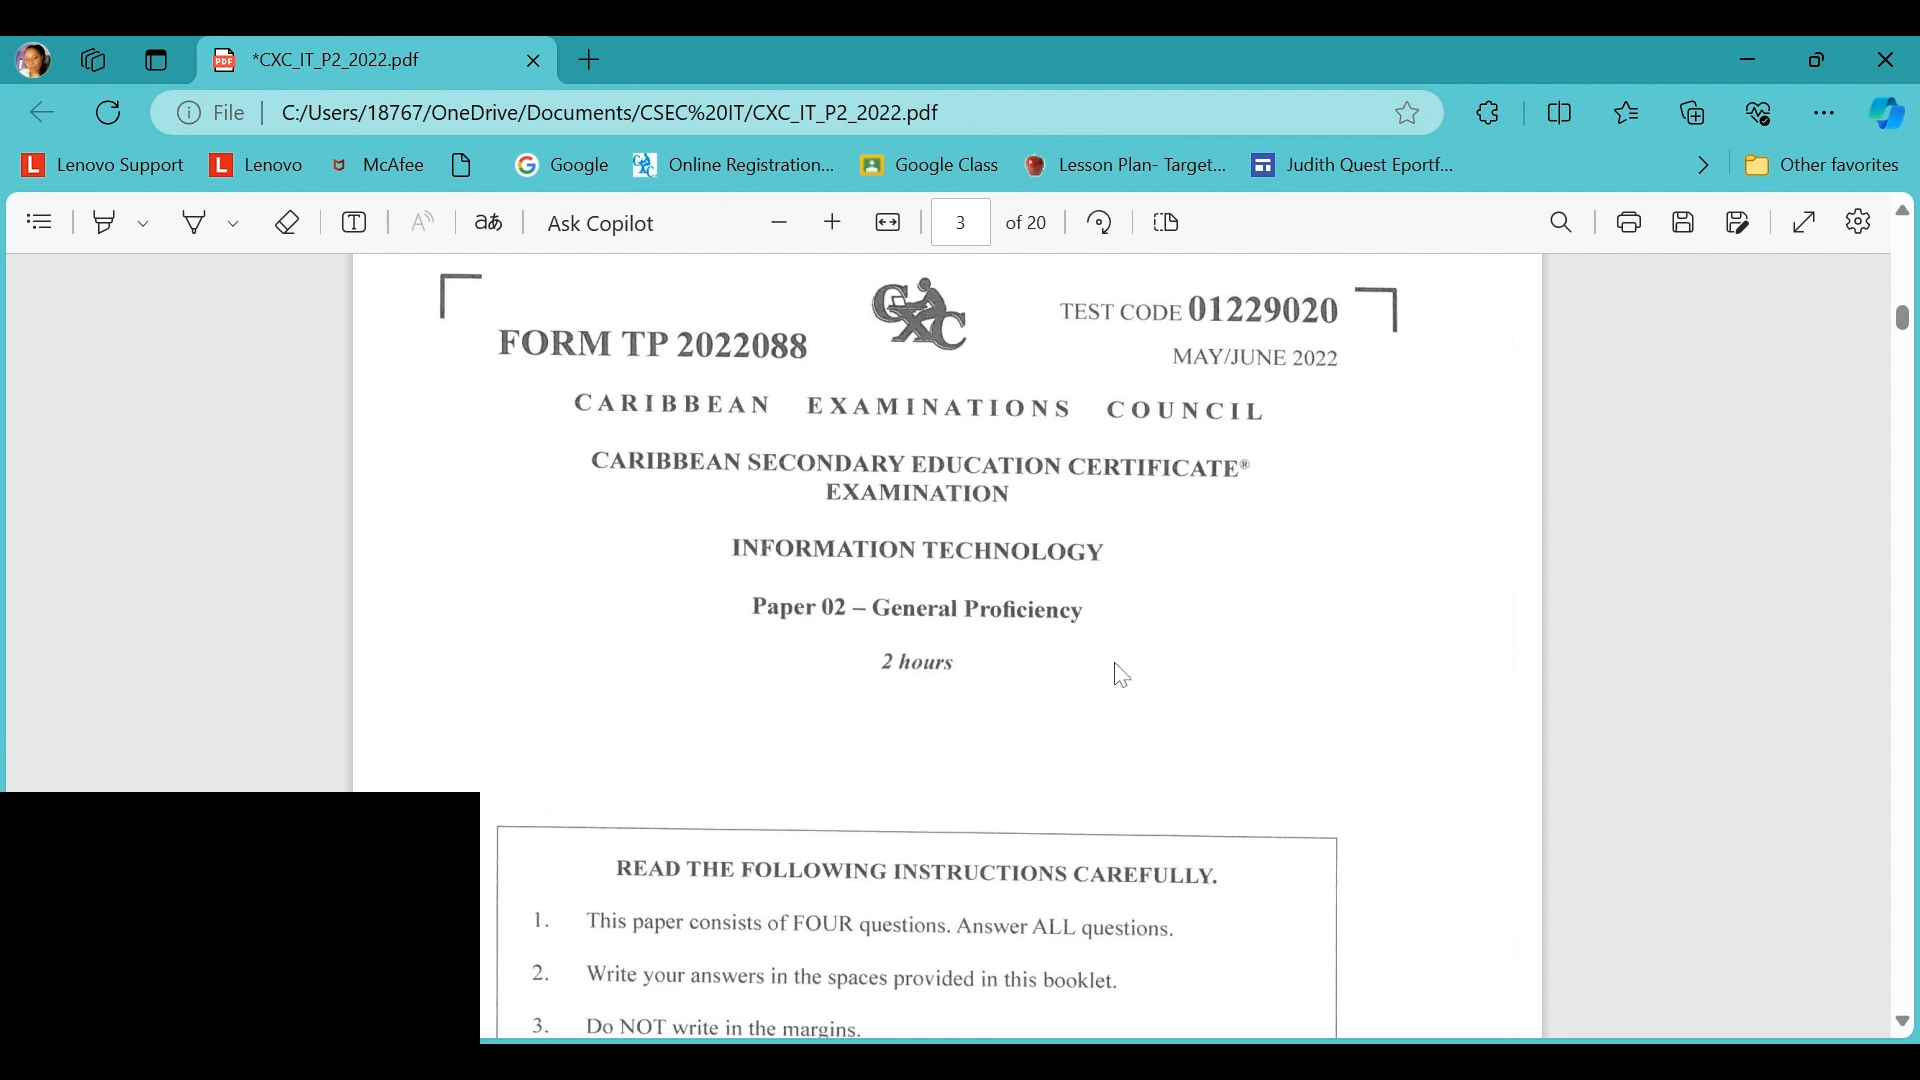 *CXC_IT_P2_2022.pdf
File C:/Users/18767/OneDrive/Documents/CSEC%20IT/CXC_IT_P2_2022.pdf
Lenovo Support Lenovo McAfee Google Online Registration... Google Class Lesson Plan- Target... Judith Quest Eportf... Other favorites
Ask Copilot 3 of 20
CXC
TEST CODE 01229020
FORM TP 2022088
MAY/JUNE 2022
CARIBBEAN EXAMINATIONS COUNCIL
CARIBBEAN SECONDARY EDUCATION CERTIFICATE®
EXAMINATION
INFORMATION TECHNOLOGY
Paper 02 – General Proficiency
2 hours
READ THE FOLLOWING INSTRUCTIONS CAREFULLY.
1. This paper consists of FOUR questions. Answer ALL questions.
2. Write your answers in the spaces provided in this booklet.
3. Do NOT write in the margins.